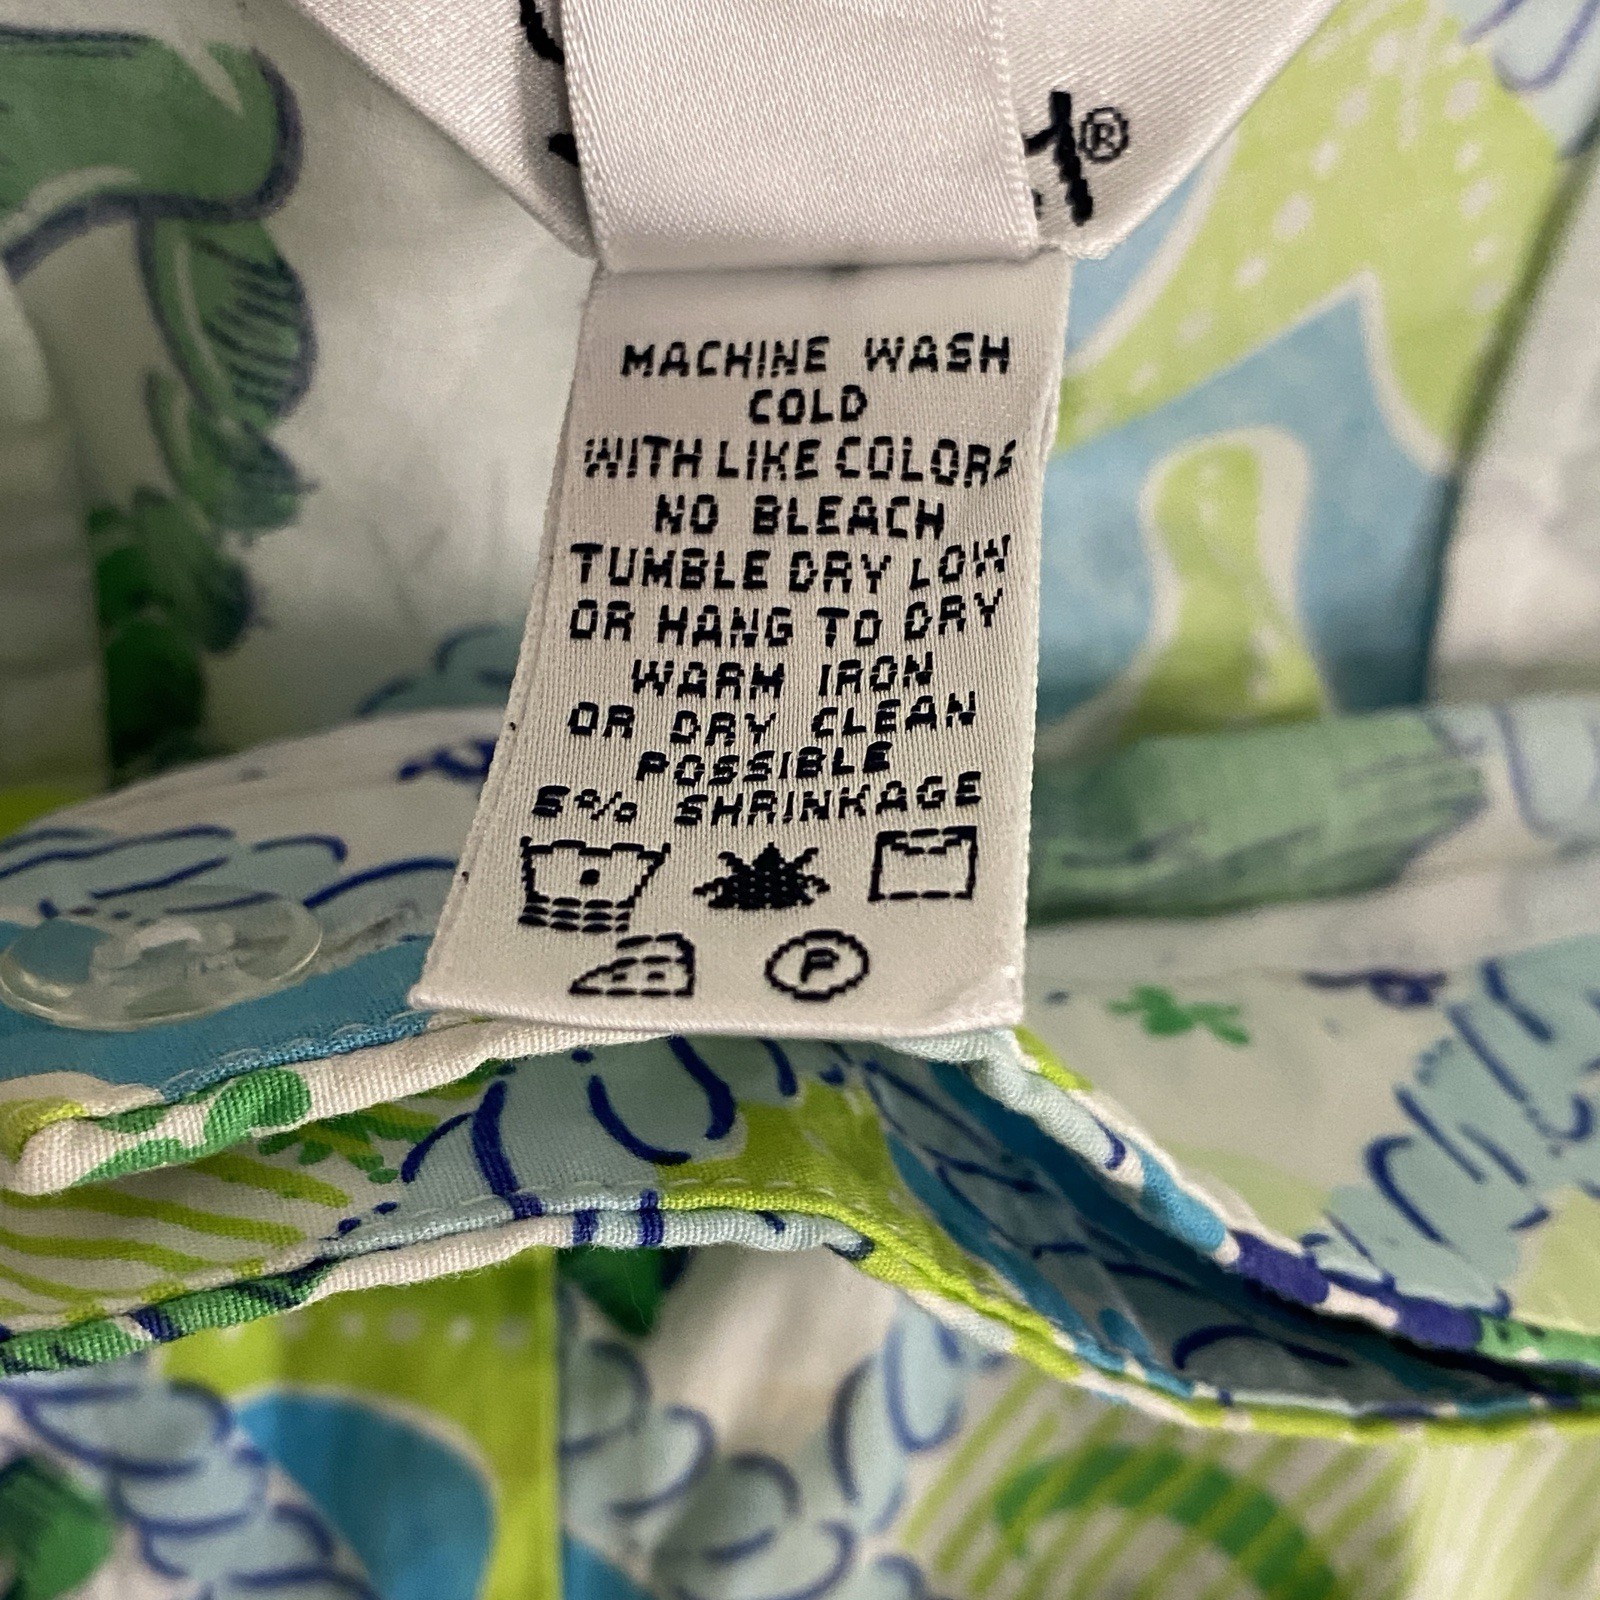 ®
MACHINE WASH
COLD
WITH LIKE COLORS
NO BLEACH
TUMBLE DRY LOW
OR HANG TO DRY
WARM IRON
OR DRY CLEAN
POSSIBLE
5% SHRINKAGE
P